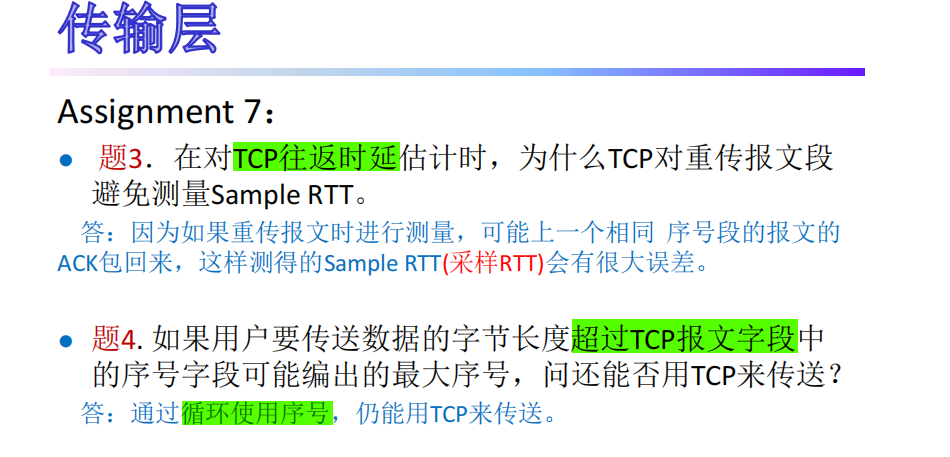 传输层
Assignment 7：
• 题3．在对TCP往返时延估计时，为什么TCP对重传报文段
避免测量Sample RTT。
答：因为如果重传报文时进行测量，可能上一个相同 序号段的报文的
ACK包回来，这样测得的Sample RTT(采样RTT)会有很大误差。
• 题4. 如果用户要传送数据的字节长度超过TCP报文字段中
的序号字段可能编出的最大序号，问还能否用TCP来传送？
答：通过循环使用序号，仍能用TCP来传送。